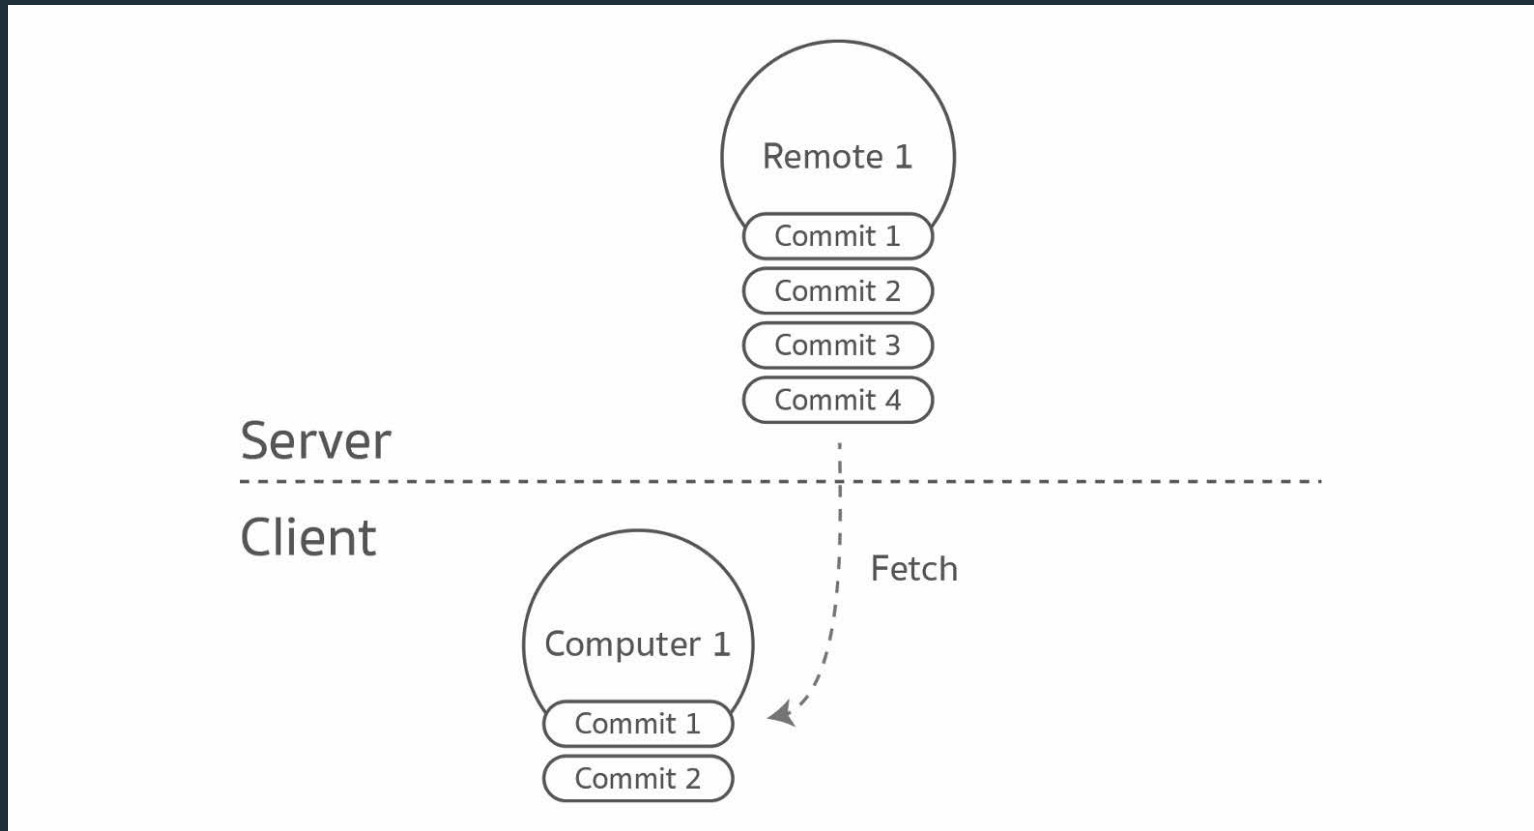 Remote 1
Commit 1
Commit 2
Commit 3
Commit 4
Server
Client
Fetch
Computer 1
Commit 1
Commit 2